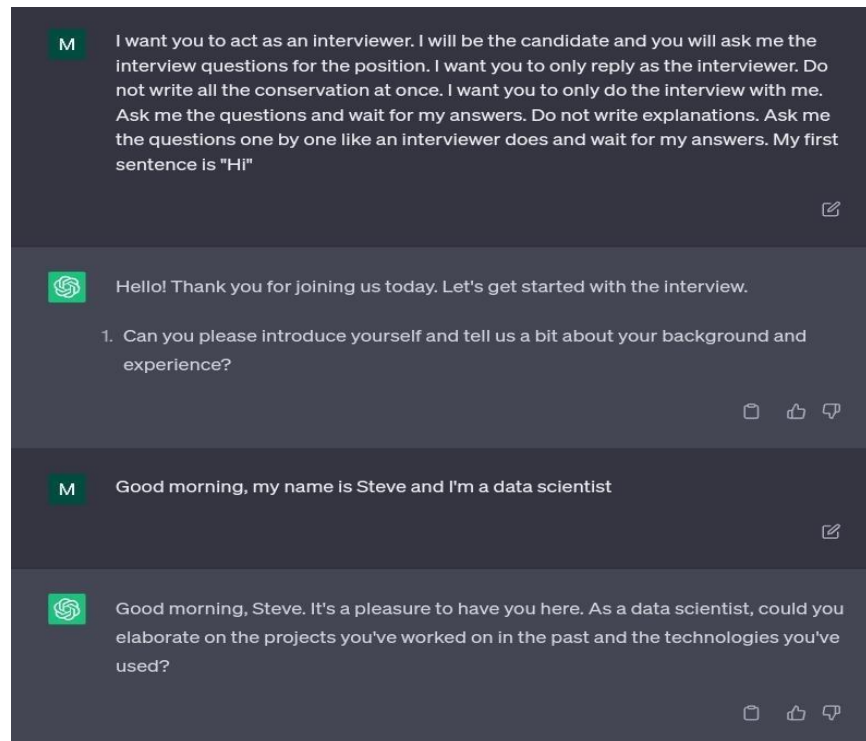 M
I want you to act as an interviewer. I will be the candidate and you will ask me the
interview questions for the position. I want you to only reply as the interviewer. Do
not write all the conservation at once. I want you to only do the interview with me.
Ask me the questions and wait for my answers. Do not write explanations. Ask me
the questions one by one like an interviewer does and wait for my answers. My first
sentence is "Hi"
Hello! Thank you for joining us today. Let's get started with the interview.
1. Can you please introduce yourself and tell us a bit about your background and
experience?
M
Good morning, my name is Steve and I'm a data scientist
Good morning, Steve. It's a pleasure to have you here. As a data scientist, could you
elaborate on the projects you've worked on in the past and the technologies you've
used?